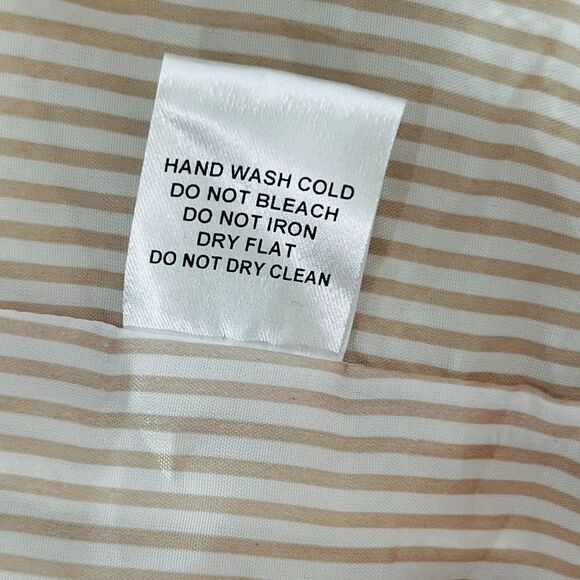 HAND WASH COLD
DO NOT BLEACH
DO NOT IRON
DRY FLAT
DO NOT DRY CLEAN